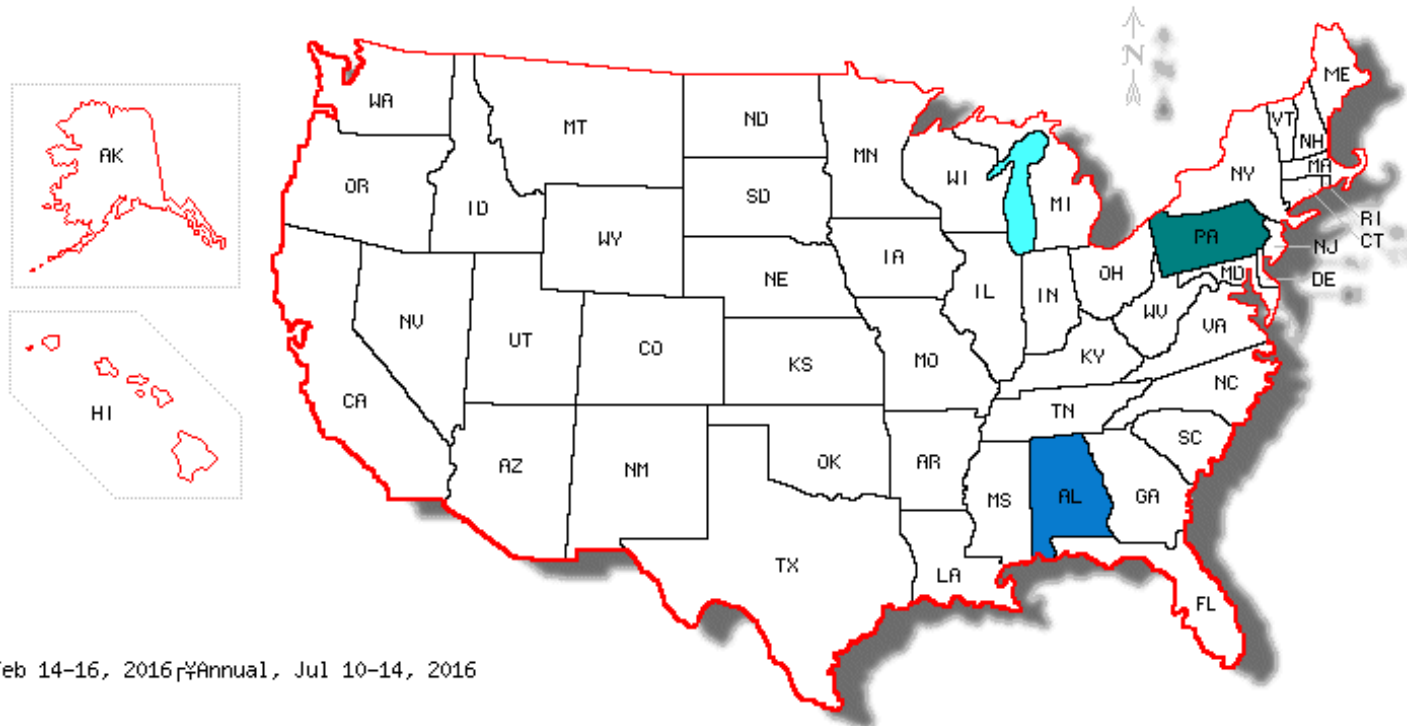 N
ME
WA
VT
MT
ND
NH
AK
MN
MA
OR
WI
NY
ID
SD
MI
RI
WY
PA
CT
NJ
IA
OH
MD
DE
NE
IL
IN
NV
WV
VA
UT
CO
KY
KS
MO
NC
CA
HI
TN
SC
OK
AR
AZ
NM
MS
AL
GA
TX
LA
FL
eb 14-16, 2016┌¥Annual, Jul 10-14, 2016